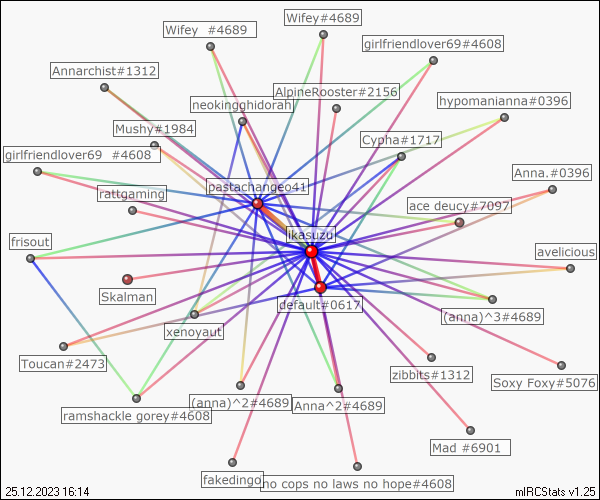 Wifey #4689
Wifey#4689
girlfriendlover69#4608
Annarchist#1312
AlpineRooster#2156
hypomanianna#0396
neokingghidorah
Mushy#1984
Cypha#1717
girlfriendlover69 #4608
Anna.#0396
pastachangeo41
rattgaming
ace deucy#7097
ikasuzu
frisout
avelicious
Skalman
default#0617
(anna)^3#4689
xenoyaut
Toucan#2473
zibbits#1312
Soxy Foxy#5076
(anna)^2#4689
Anna^2#4689
ramshackle gorey#4608
Mad #6901
fakedingo
no cops no laws no hope#4608
25.12.2023 16:14
mIRCStats v1.25